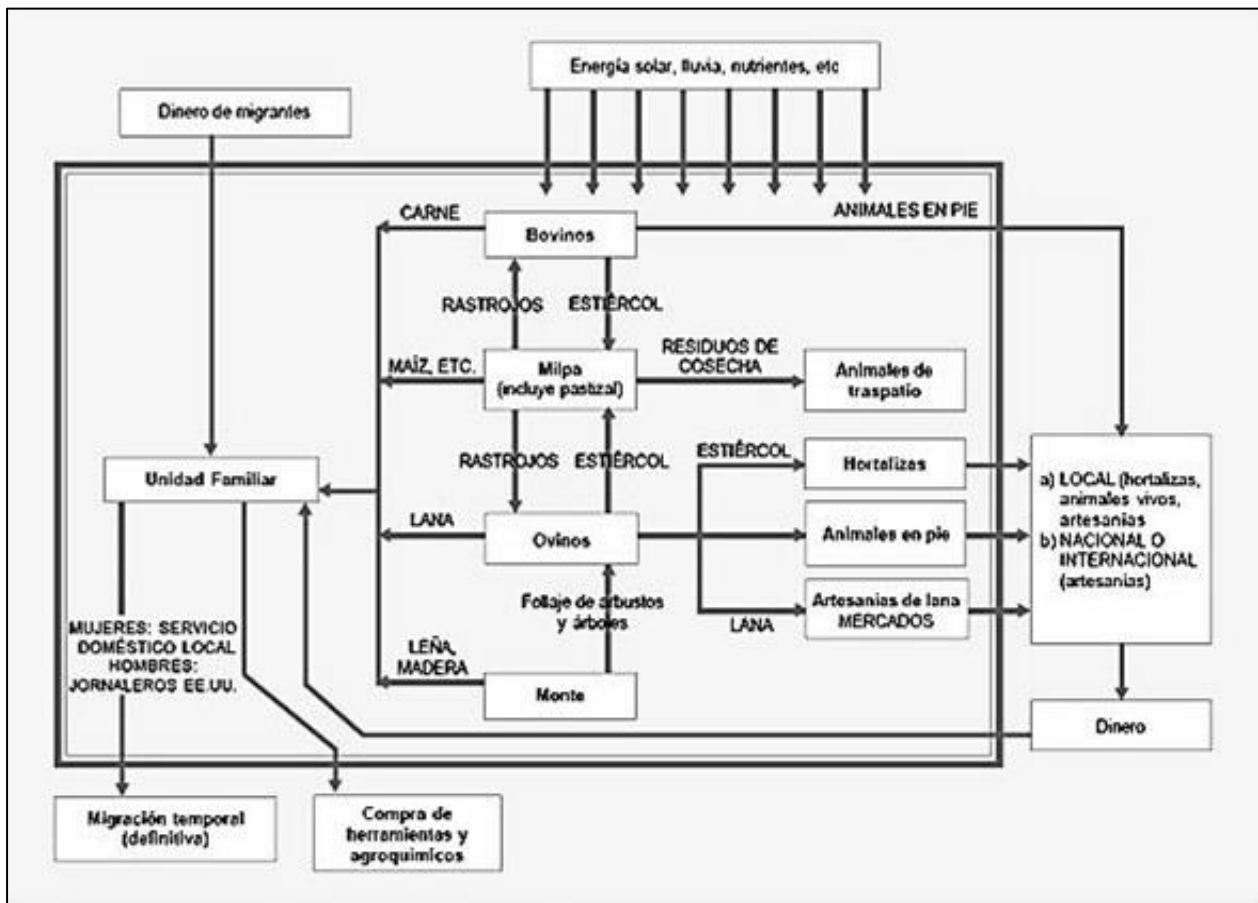 Energía solar, lluvia, nutrientes, etc
Dinero de migrantes
CARNE
ANIMALES EN PIE
Bovinos
RASTROJOS
ESTIÉRCOL
MAÍZ, ETC.
Milpa
(incluye pastizal)
RESIDUOS DE
COSECHA
Animales de
traspatio
RASTROJOS
ESTIÉRCOL
ESTIÉRCOL
Hortalizas
Unidad Familiar
a) LOCAL (hortalizas,
animales vivos,
artesanías
b) NACIONAL O
INTERNACIONAL
(artesanías)
LANA
Ovinos
Animales en pie
Follaje de arbustos
y árboles
LANA
Artesanías de lana
MERCADOS
MUJERES: SERVICIO
DOMÉSTICO LOCAL
HOMBRES:
JORNALEROS EE.UU.
LEÑA,
MADERA
Monte
Dinero
Migración temporal
(definitiva)
Compra de
herramientas y
agroquímicos